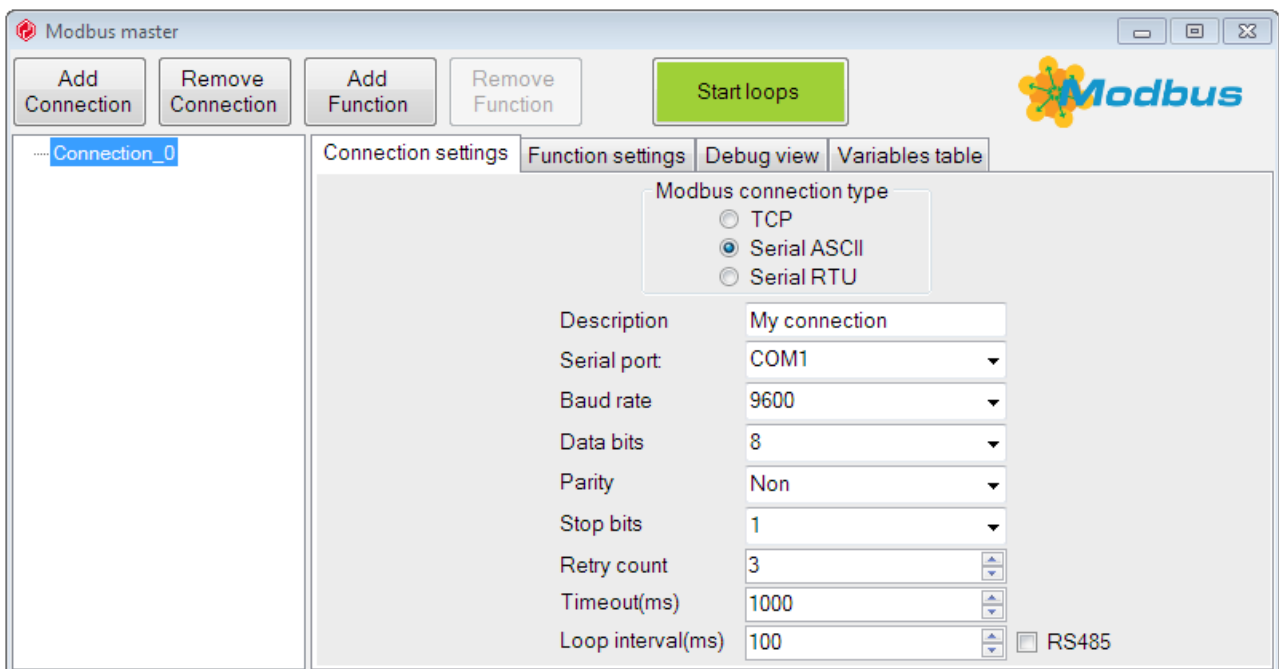 Modbus master
Add Connection
Remove Connection
Add Function
Remove Function
Start loops
Modbus
Connection_0
Connection settings
Function settings
Debug view
Variables table
Modbus connection type
TCP
Serial ASCII
Serial RTU
Description My connection
Serial port: COM1
Baud rate 9600
Data bits 8
Parity Non
Stop bits 1
Retry count 3
Timeout(ms) 1000
Loop interval(ms) 100 RS485